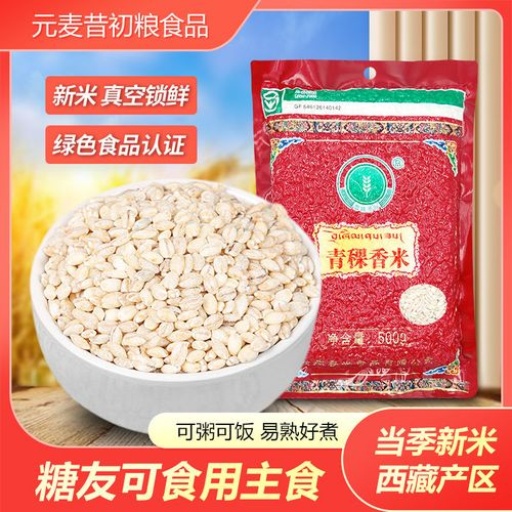 元麦昔初粮食品
新米 真空锁鲜
绿色食品认证
青稞香米
净含量: 500g
可粥可饭 易熟好煮
糖友可食用主食
当季新米
西藏产区